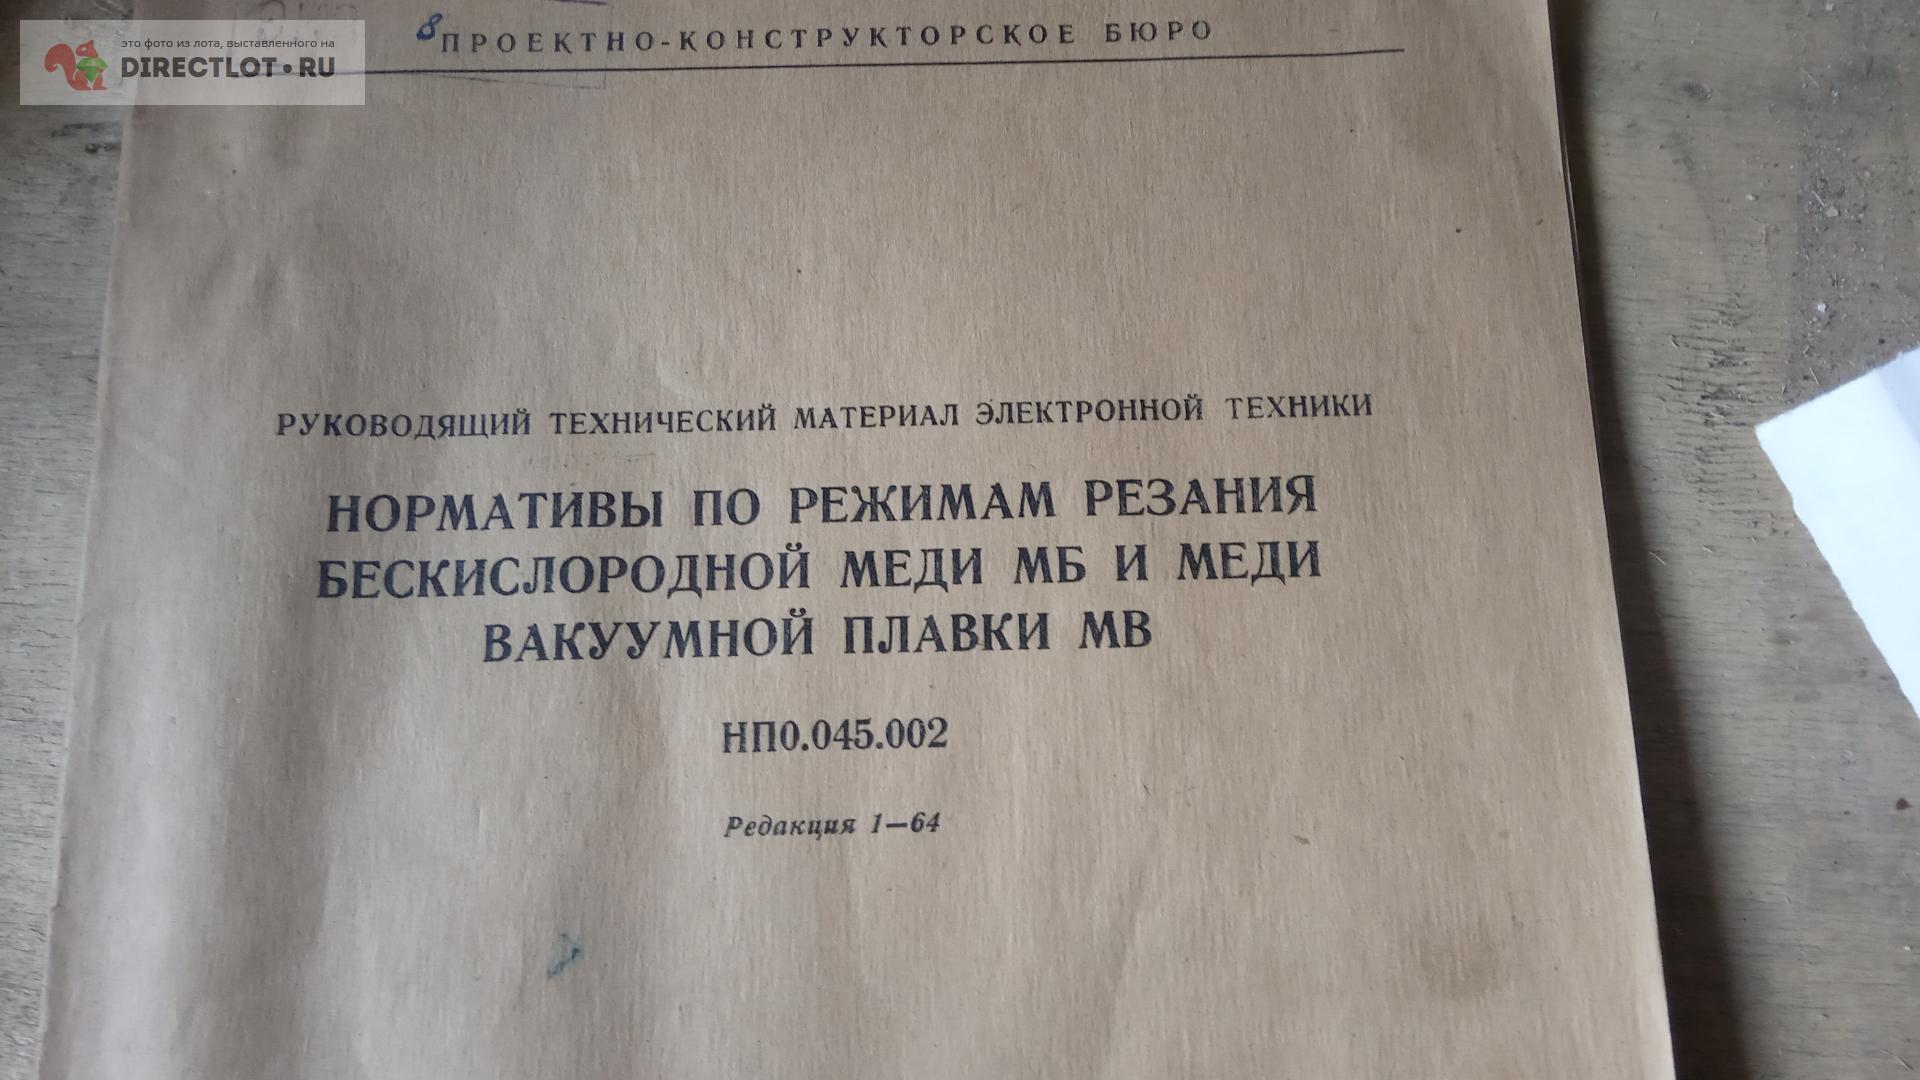 это фото из лота, выставленного на
DIRECTLOT.RU
8
ПРОЕКТНО-КОНСТРУКТОРСКОЕ БЮРО
РУКОВОДЯЩИЙ ТЕХНИЧЕСКИЙ МАТЕРИАЛ ЭЛЕКТРОННОЙ ТЕХНИКИ
НОРМАТИВЫ ПО РЕЖИМАМ РЕЗАНИЯ
БЕСКИСЛОРОДНОЙ МЕДИ МБ И МЕДИ
ВАКУУМНОЙ ПЛАВКИ МВ
НП0.045.002
Редакция 1—64